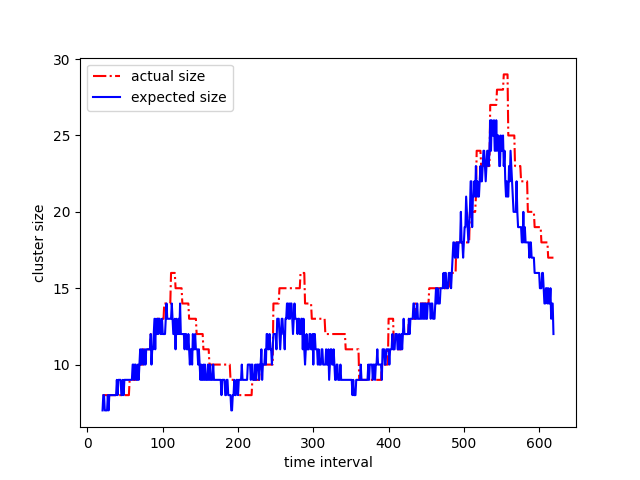 30
25
20
15
10
actual size
expected size
cluster size
0 100 200 300 400 500 600
time interval